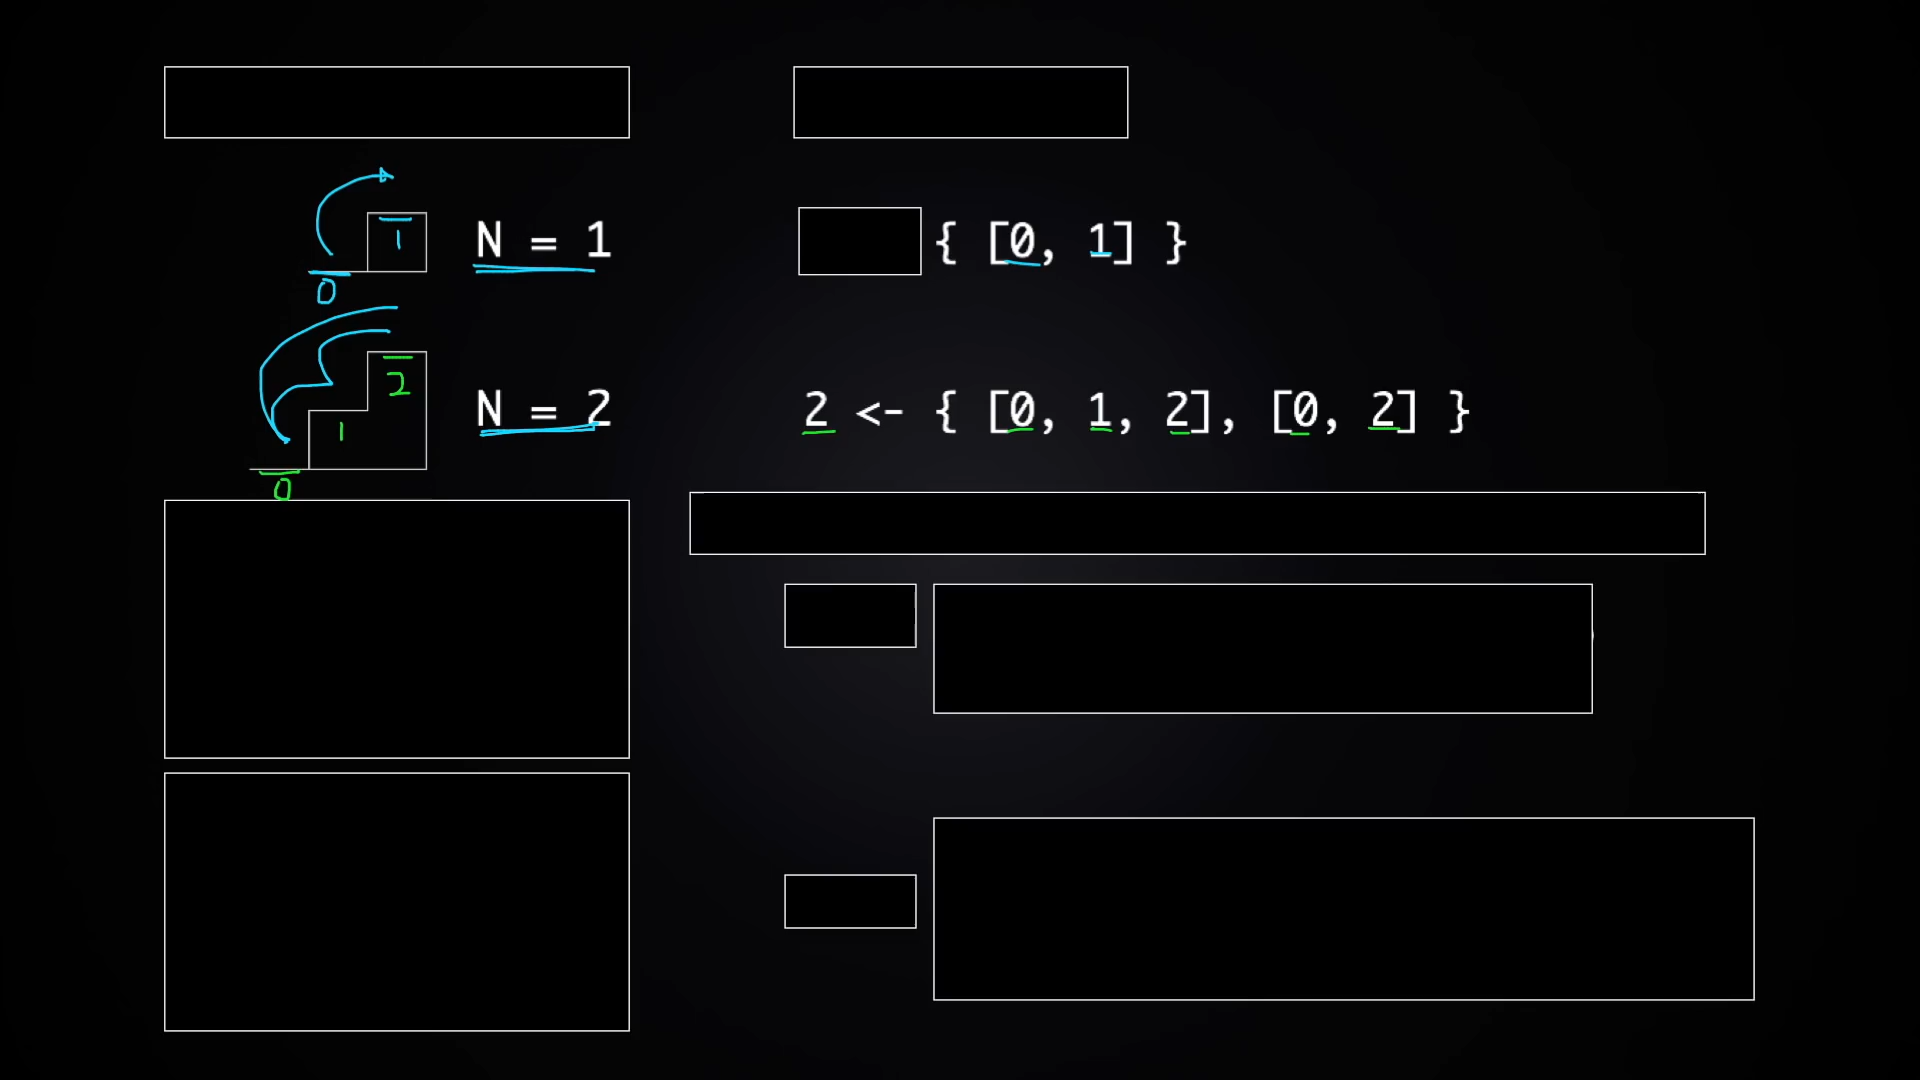 1 N = 1 { [0, 1] }
0
2 N = 2 2 <- { [0, 1, 2], [0, 2] }
1
0